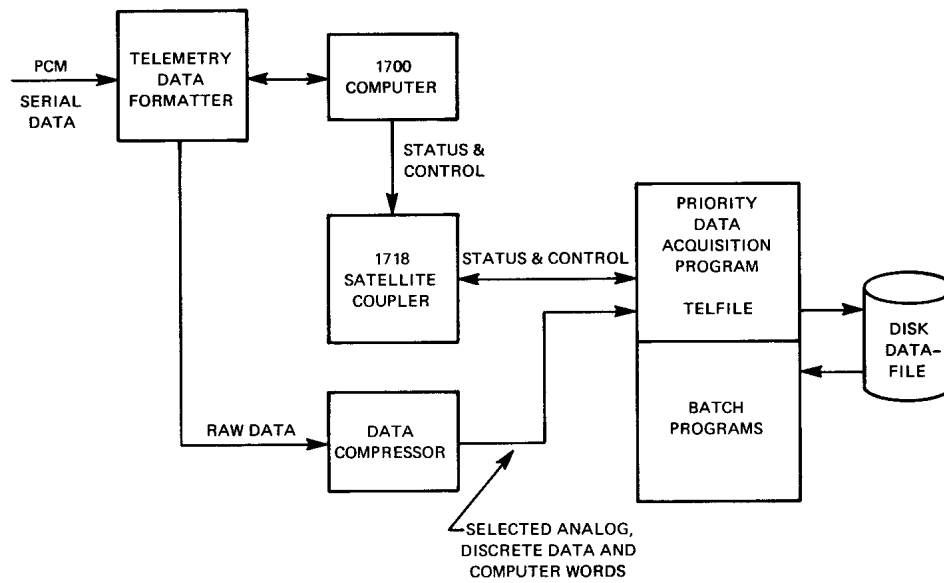 PCM
SERIAL
DATA
TELEMETRY
DATA
FORMATTER
1700
COMPUTER
STATUS &
CONTROL
1718
SATELLITE
COUPLER
STATUS & CONTROL
PRIORITY
DATA
ACQUISITION
PROGRAM
TELFILE
DISK
DATA-
FILE
BATCH
PROGRAMS
RAW DATA
DATA
COMPRESSOR
SELECTED ANALOG,
DISCRETE DATA AND
COMPUTER WORDS